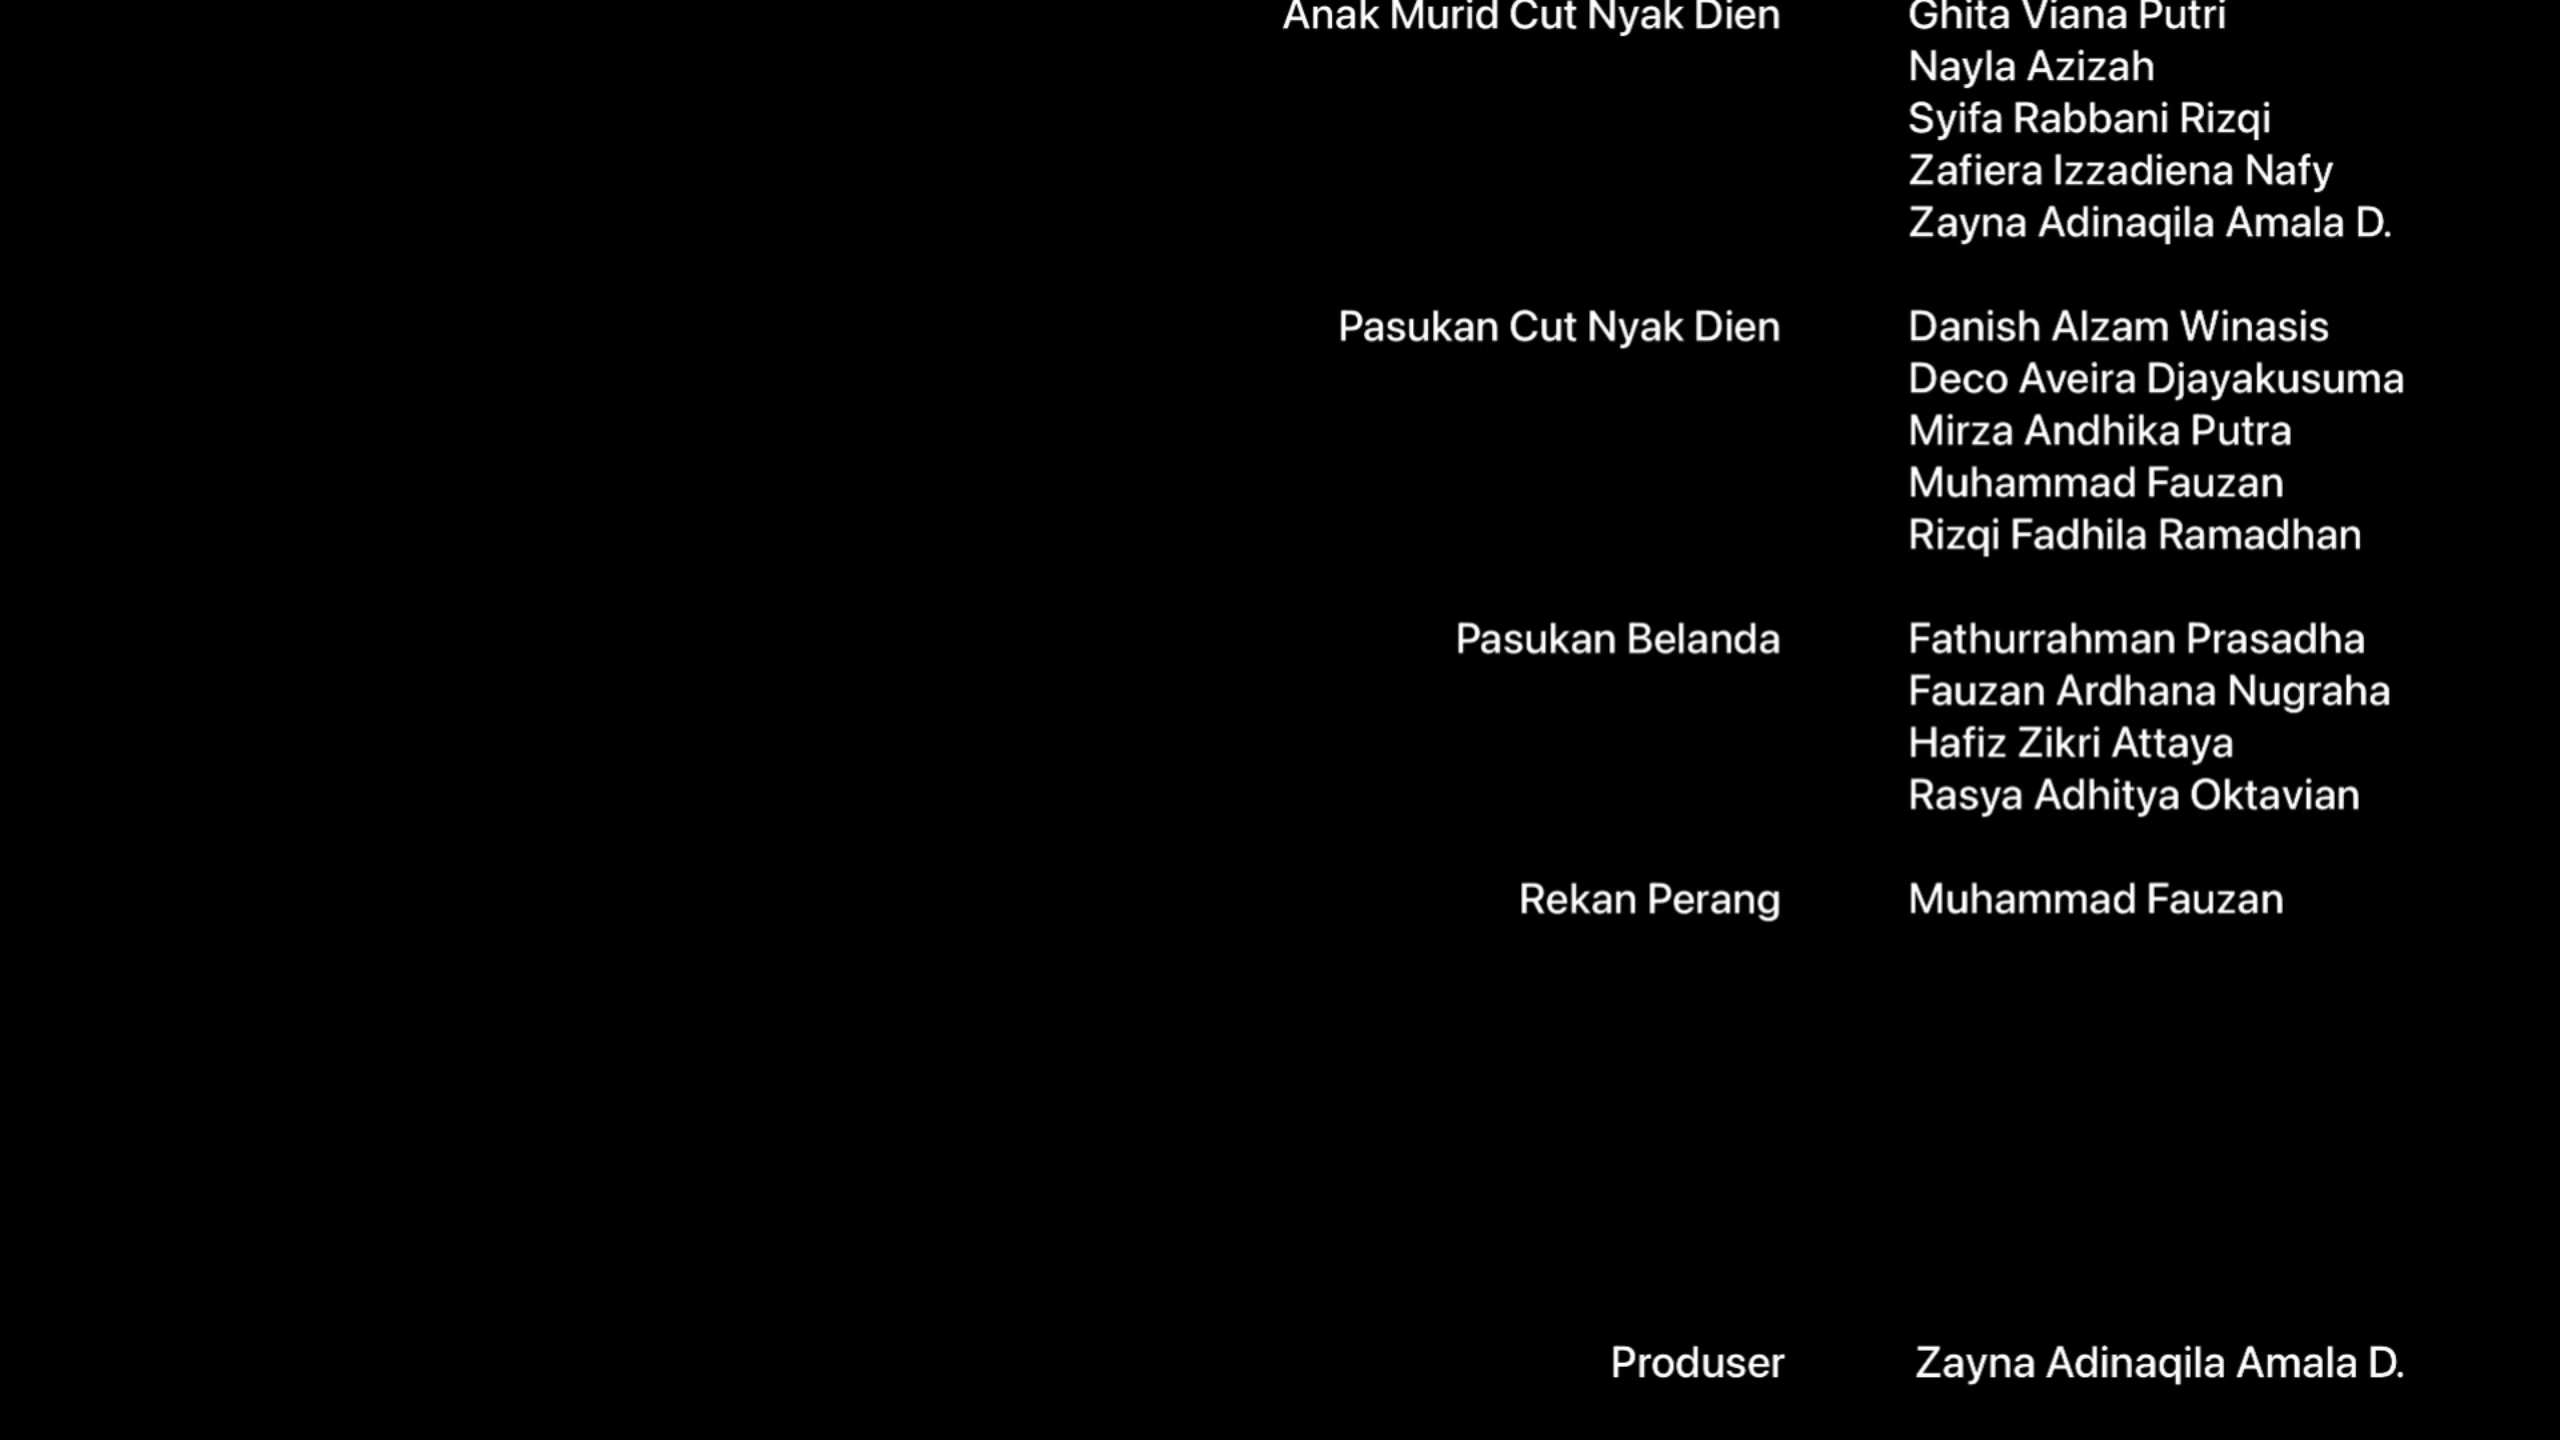 Anak Murid Cut Nyak Dien Ghita Viana Putri
Nayla Azizah
Syifa Rabbani Rizqi
Zafiera Izzadiena Nafy
Zayna Adinaqila Amala D.
Pasukan Cut Nyak Dien Danish Alzam Winasis
Deco Aveira Djayakusuma
Mirza Andhika Putra
Muhammad Fauzan
Rizqi Fadhila Ramadhan
Pasukan Belanda Fathurrahman Prasadha
Fauzan Ardhana Nugraha
Hafiz Zikri Attaya
Rasya Adhitya Oktavian
Rekan Perang Muhammad Fauzan
Produser Zayna Adinaqila Amala D.